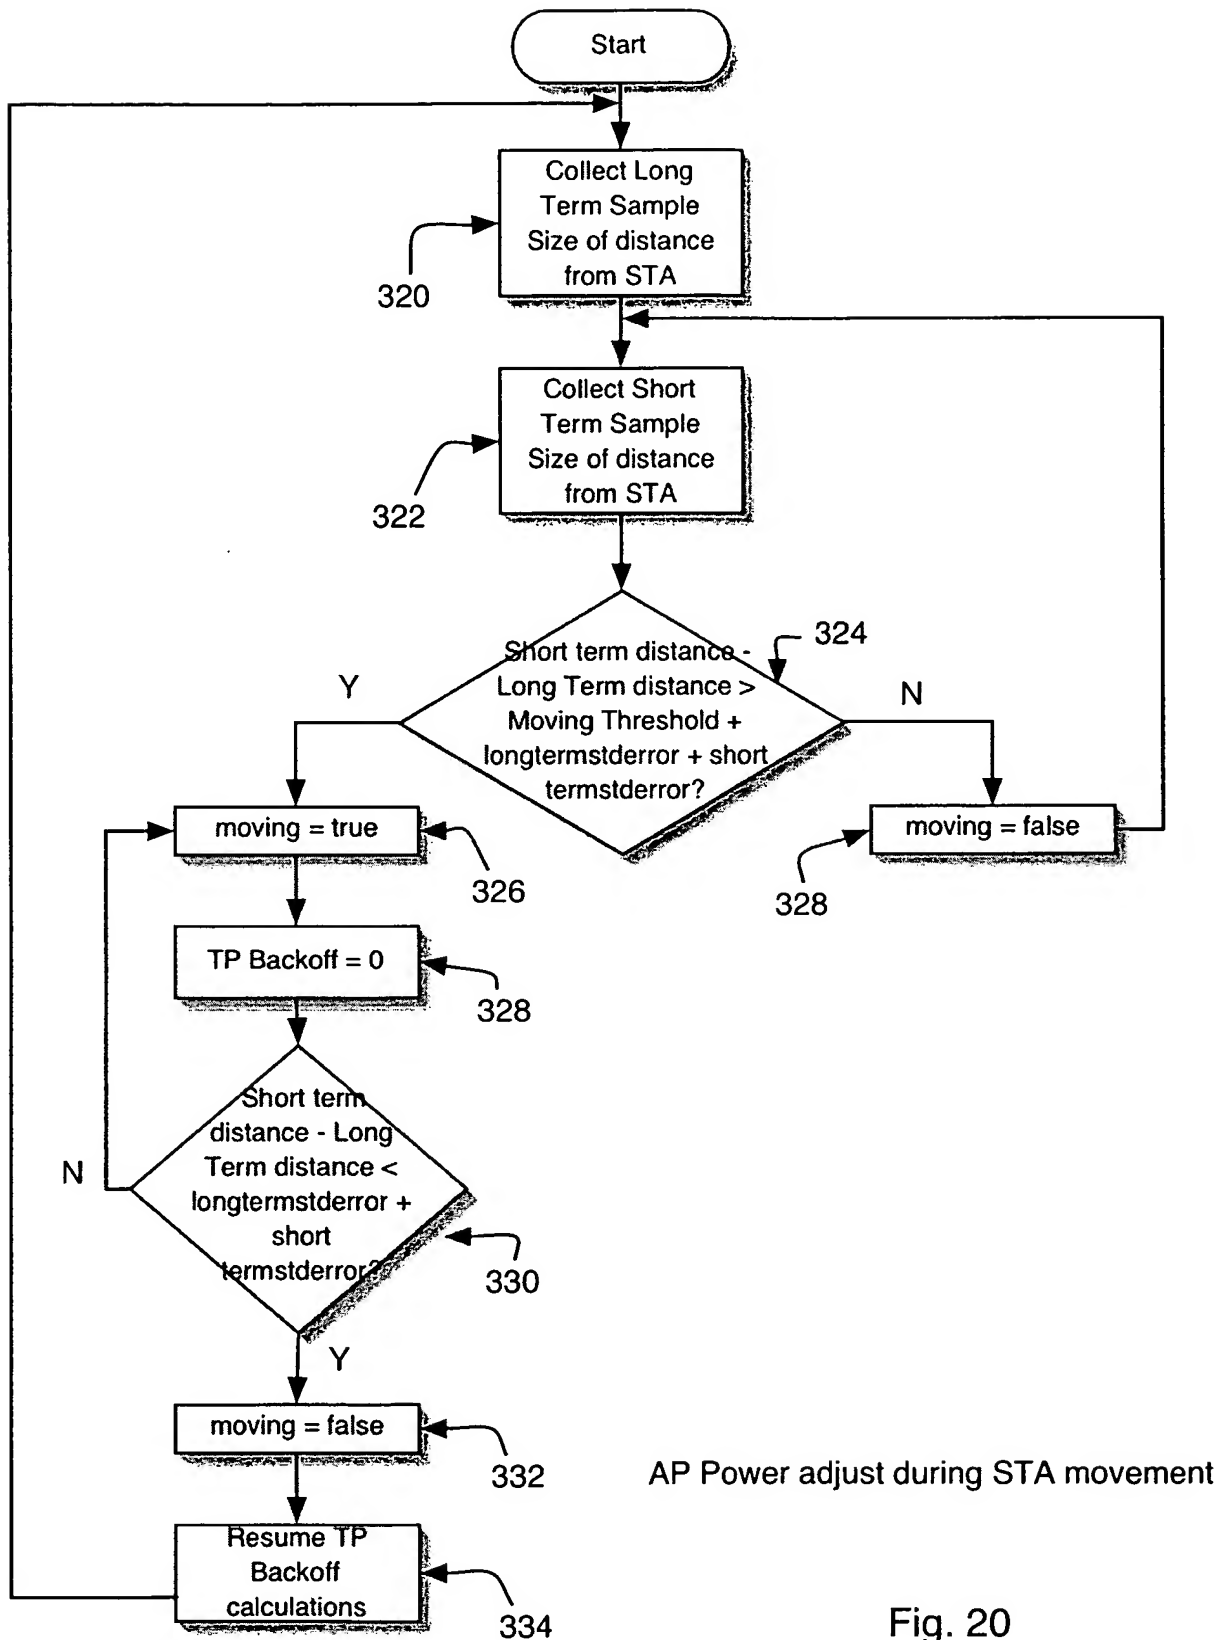 Start
Collect Long
Term Sample
Size of distance
from STA
320
Collect Short
Term Sample
Size of distance
from STA
322
324
Short term distance -
Long Term distance >
Moving Threshold +
longtermstderror + short
termstderror?
Y
N
moving = true
326
moving = false
328
TP Backoff = 0
328
Short term
distance - Long
Term distance <
longtermstderror +
short
termstderror?
N
330
Y
moving = false
332
AP Power adjust during STA movement
Resume TP
Backoff
calculations
334
Fig. 20